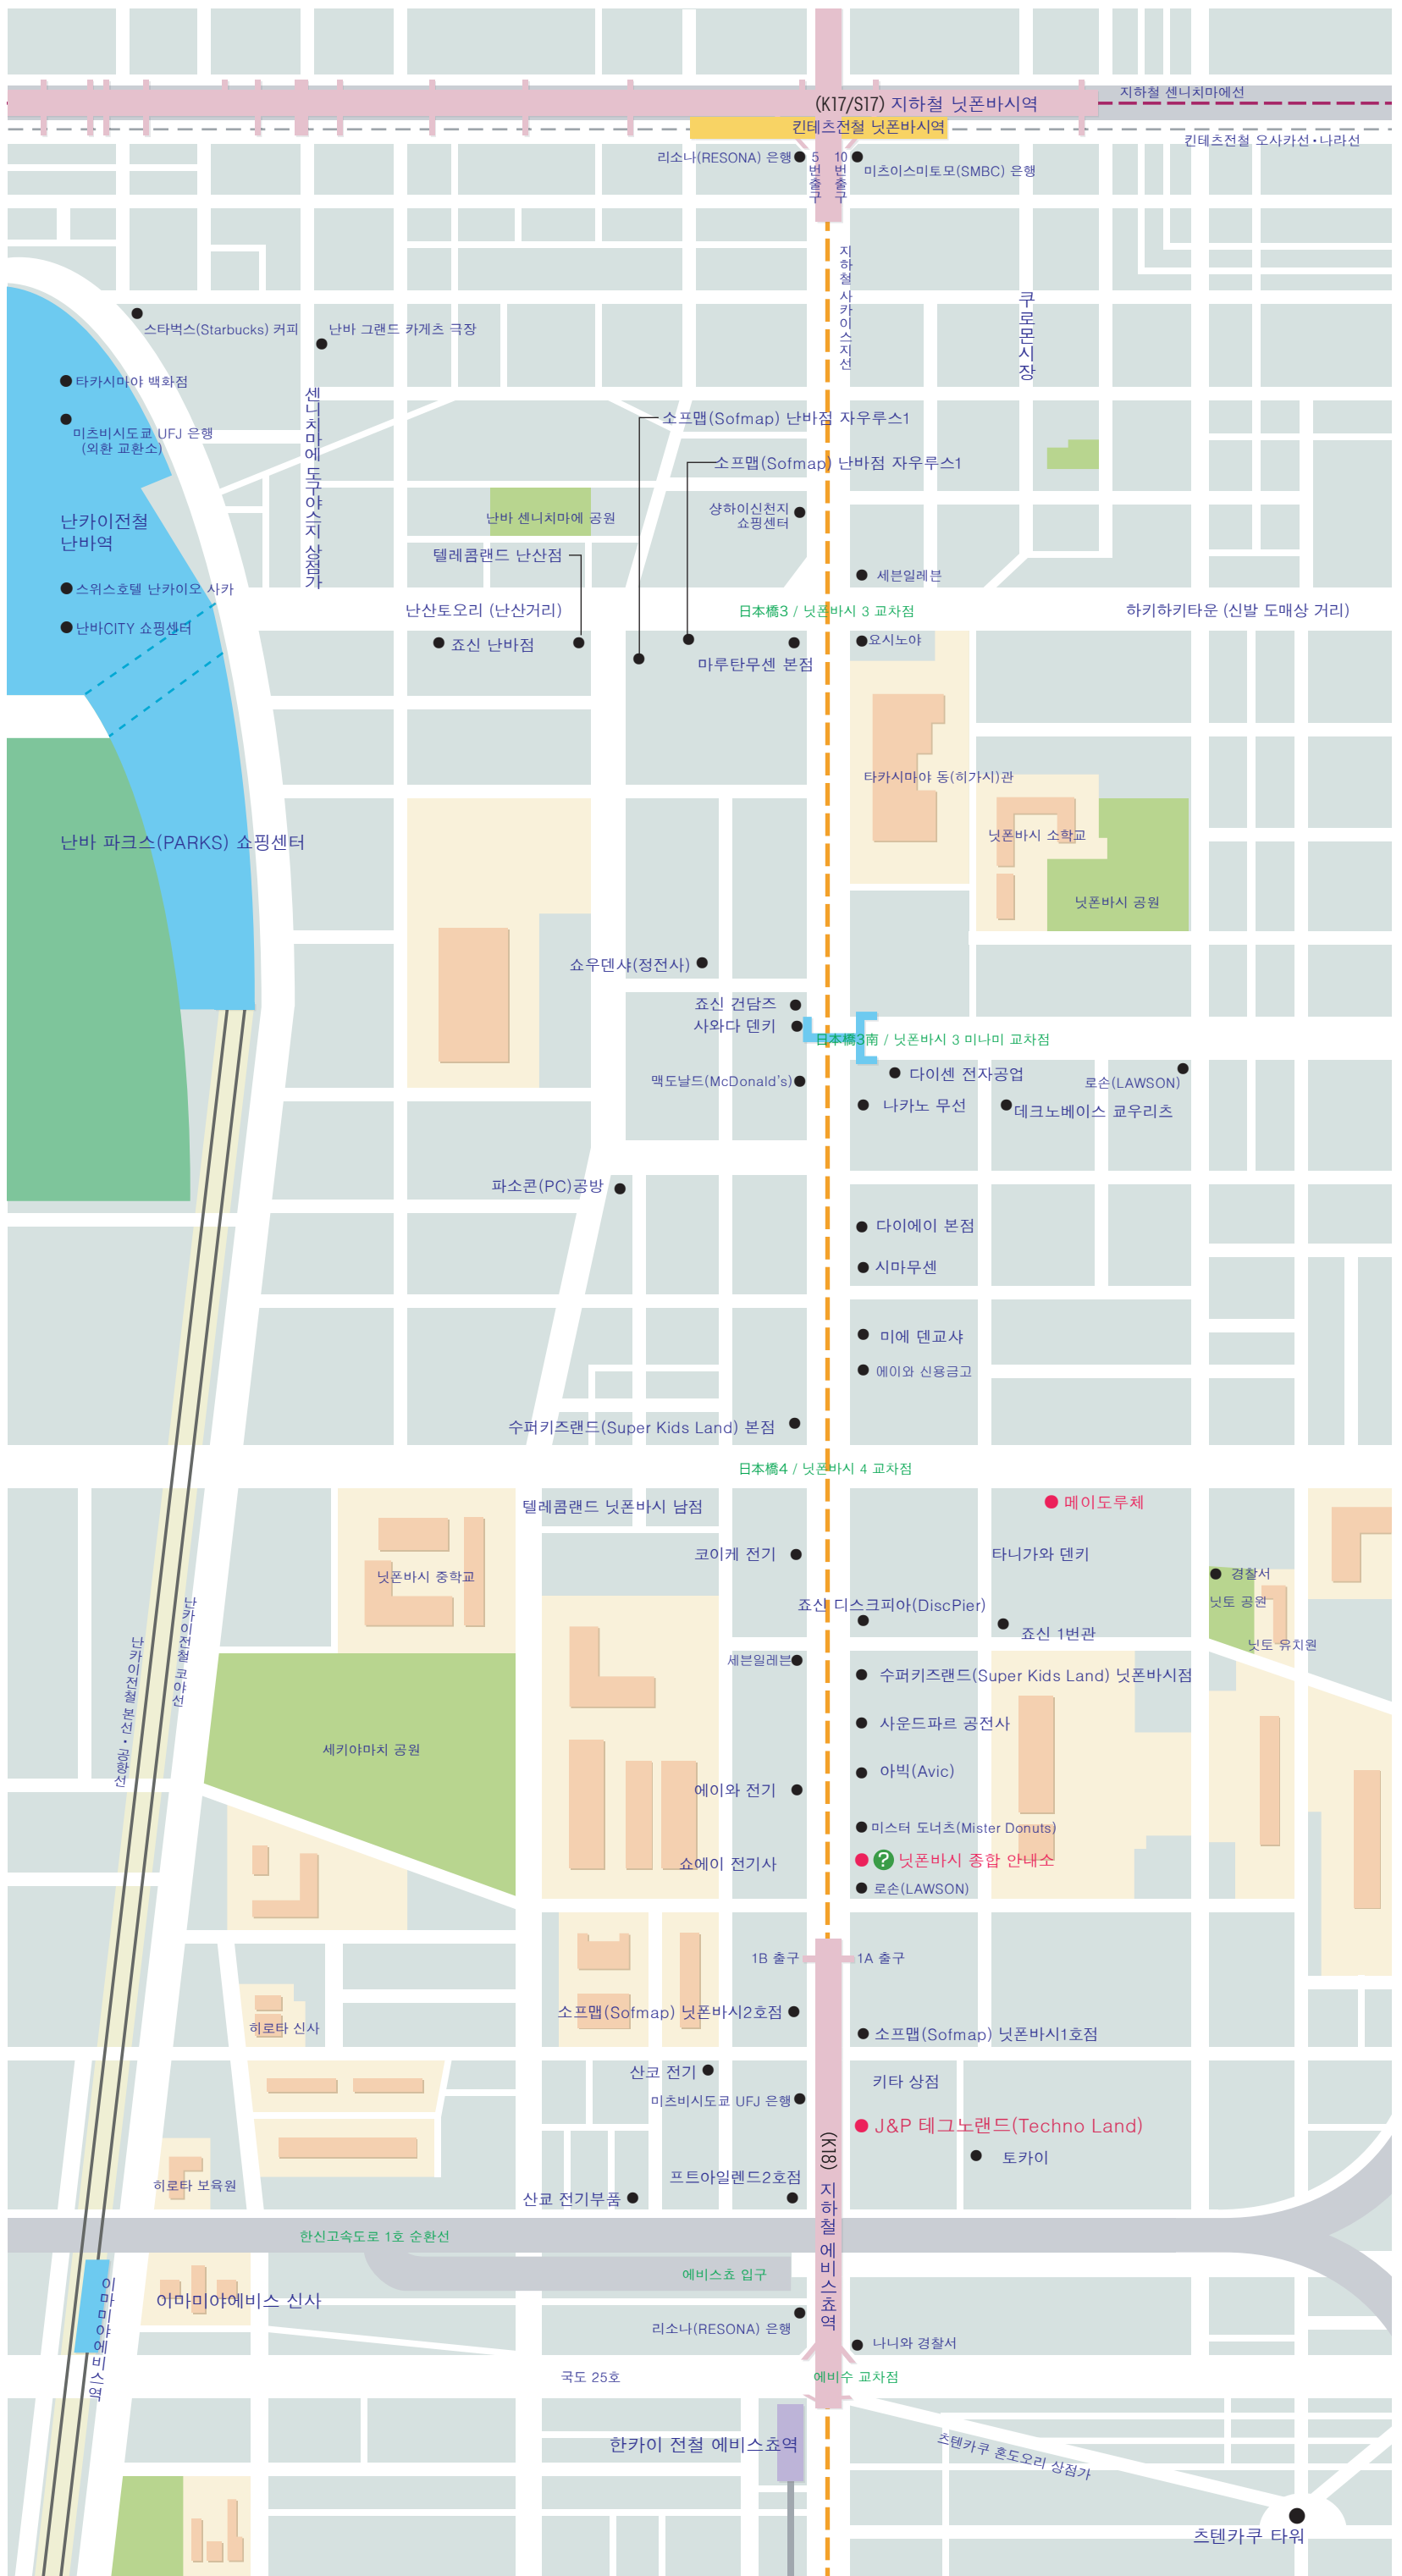 지하철 센니치마에선
(K17/S17) 지하철 닛폰바시역
킨테츠전철 닛폰바시역
킨테츠전철 오사카선•나라선
리소나(RESONA) 은행
5번출구
10번출구
미츠이스미토모(SMBC) 은행
지하철 사카이스지선
쿠로몬시장
스타벅스(Starbucks) 커피
난바 그랜드 카게츠 극장
타카시마야 백화점
센니치마에 도구야스지 상점가
미츠비시도쿄 UFJ 은행
(외환 교환소)
소프맵(Sofmap) 난바점 자우루스1
소프맵(Sofmap) 난바점 자우루스1
난카이전철
난바역
난바 센니치마에 공원
샹하이신천지
쇼핑센터
텔레콤랜드 난산점
세븐일레븐
스위스호텔 난카이오 사카
난산토오리 (난산거리)
日本橋3 / 닛폰바시 3 교차점
하키하키타운 (신발 도매상 거리)
난바CITY 쇼핑센터
죠신 난바점
마루탄무센 본점
요시노야
타카시마야 동(히가시)관
닛폰바시 소학교
난바 파크스(PARKS) 쇼핑센터
닛폰바시 공원
쇼우덴샤(정전사)
죠신 건담즈
사와다 덴키
日本橋3南 / 닛폰바시 3 미나미 교차점
맥도날드(McDonald's)
다이센 전자공업
로손(LAWSON)
나카노 무선
데크노베이스 쿄우리츠
파소콘(PC)공방
다이에이 본점
시마무센
미에 덴교샤
에이와 신용금고
수퍼키즈랜드(Super Kids Land) 본점
日本橋4 / 닛폰바시 4 교차점
텔레콤랜드 닛폰바시 남점
메이도루체
코이케 전기
타니가와 덴키
닛폰바시 중학교
경찰서
닛토 공원
죠신 디스크피아(DiscPier)
죠신 1번관
닛토 유치원
난카이전철 코야선
난카이전철 본선・공항선
세븐일레븐
수퍼키즈랜드(Super Kids Land) 닛폰바시점
사운드파르 공전사
세키야마치 공원
아빅(Avic)
에이와 전기
미스터 도너츠(Mister Donuts)
쇼에이 전기사
? 닛폰바시 종합 안내소
로손(LAWSON)
1B 출구
1A 출구
소프맵(Sofmap) 닛폰바시2호점
소프맵(Sofmap) 닛폰바시1호점
히로타 신사
산코 전기
키타 상점
미츠비시도쿄 UFJ 은행
J&P 테그노랜드(Techno Land)
(K18) 지하철 에비스쵸역
토카이
프트아일렌드2호점
히로타 보육원
산쿄 전기부품
한신고속도로 1호 순환선
에비스쵸 입구
이마미야에비스역
이마미야에비스 신사
리소나(RESONA) 은행
나니와 경찰서
국도 25호
에비수 교차점
한카이 전철 에비스쵸역
츠텐카쿠 혼도오리 상점가
츠텐카쿠 타워